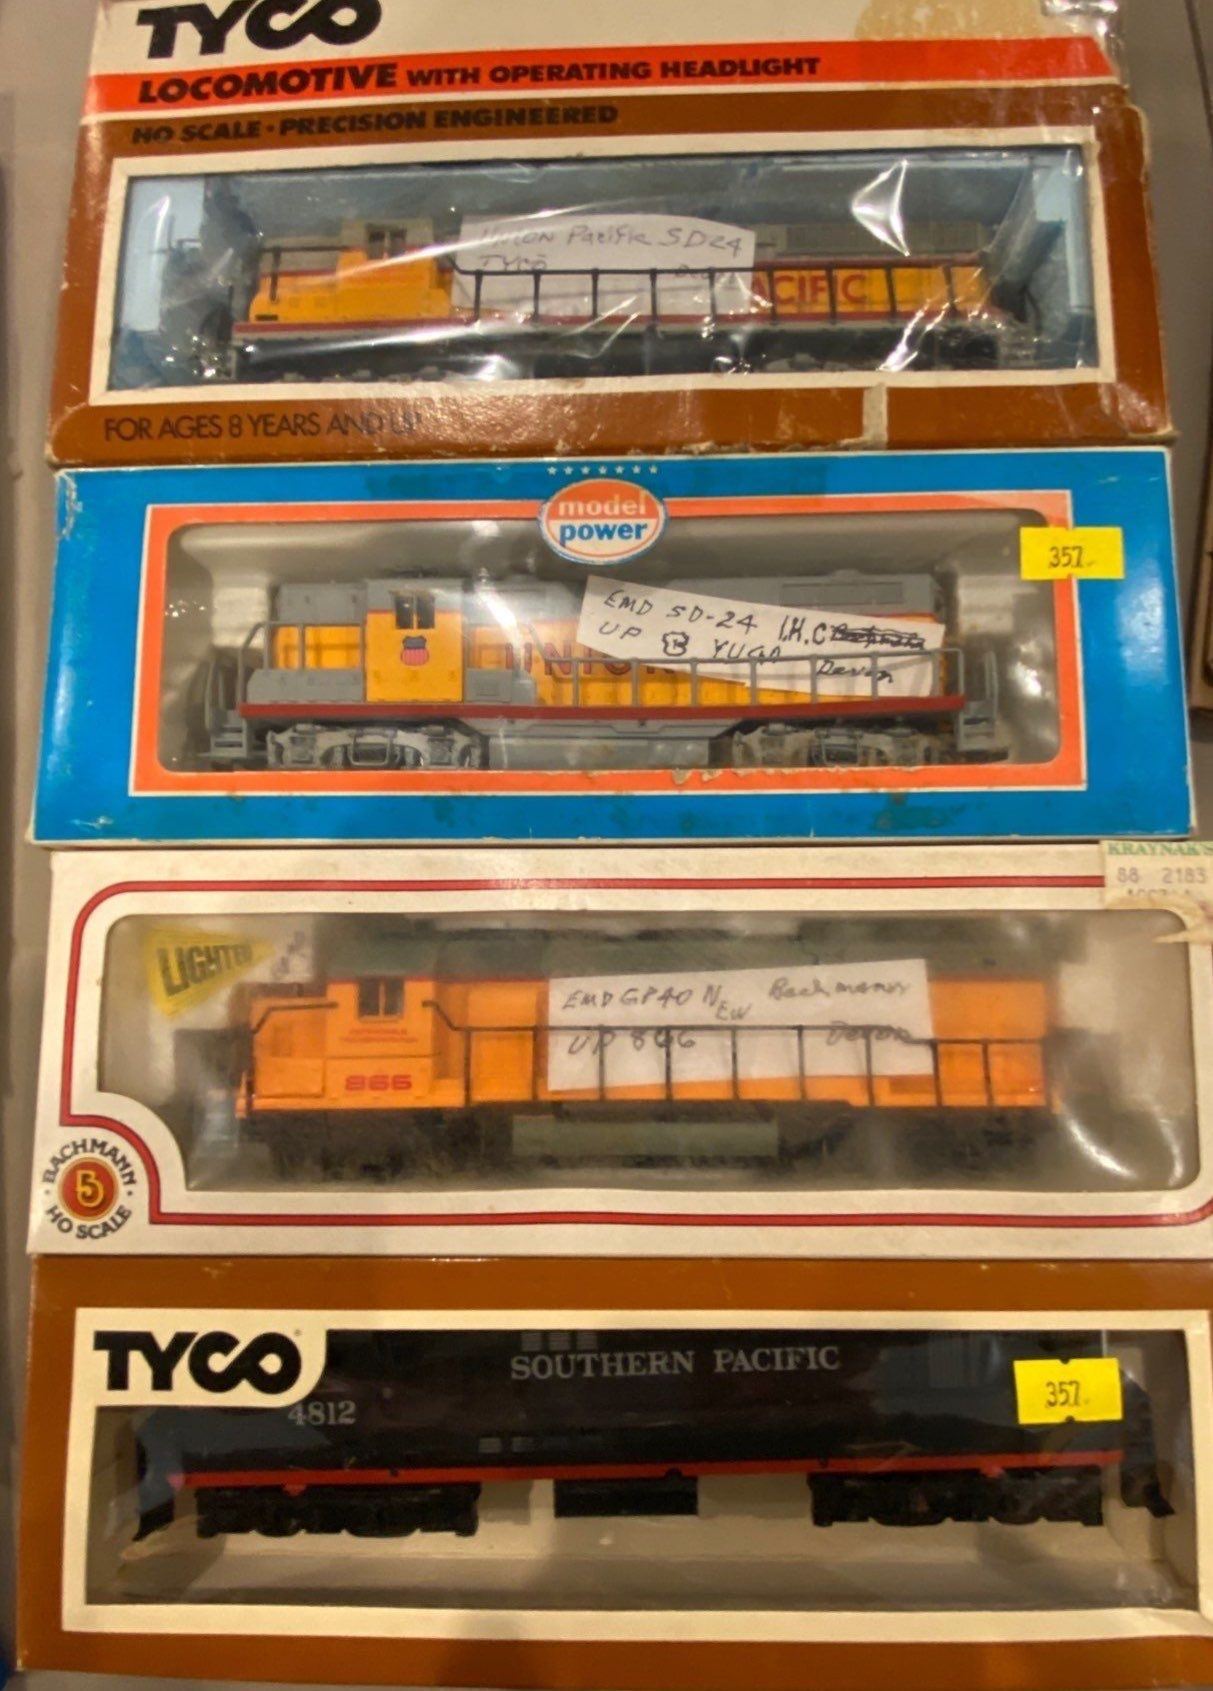 TYCO
LOCOMOTIVE WITH OPERATING HEADLIGHT
HO SCALE • PRECISION ENGINEERED
UNION Pacific SD24
TYCO
ACIFIC
FOR AGES 8 YEARS AND UP
model
power
357.
EMD SD-24 I.H.C
UP YUGO Devon
UNION
KRAYNAK'S
88 2183
LIGHTED
EMD GP40 NEW Bachmann
UP 866 Devon
866
BACHMANN
HO SCALE
TYCO
SOUTHERN PACIFIC
357.
4812